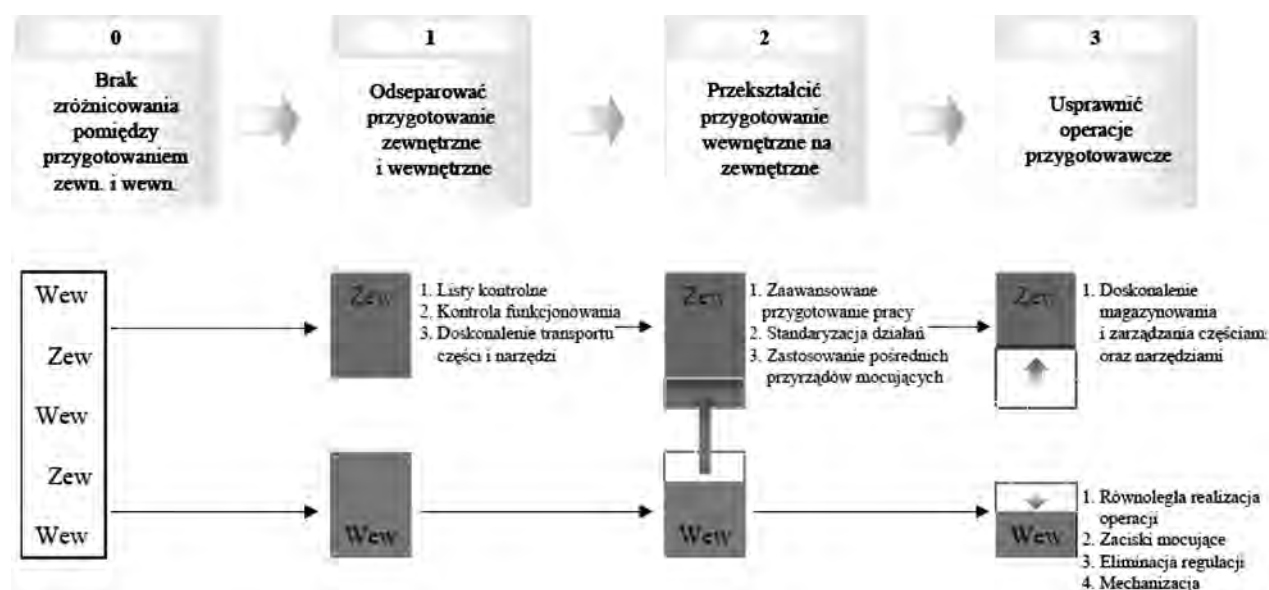 0
Brak
zróżnicowania
pomiędzy
przygotowaniem
zewn. i wewn.
1
Odseparować
przygotowanie
zewnętrzne
i wewnętrzne
2
Przekształcić
przygotowanie
wewnętrzne na
zewnętrzne
3
Usprawnić
operacje
przygotowawcze
Wew
Zew
Wew
Zew
Wew
Zew
1. Listy kontrolne
2. Kontrola funkcjonowania
3. Doskonalenie transportu
części i narzędzi
Wew
Zew
1. Zaawansowane
przygotowanie pracy
2. Standaryzacja działań
3. Zastosowanie pośrednich
przyrządów mocujących
Wew
Zew
1. Doskonalenie
magazynowania
i zarządzania częściami
oraz narzędziami
Wew
1. Równoległa realizacja
operacji
2. Zaciski mocujące
3. Eliminacja regulacji
4. Mechanizacja